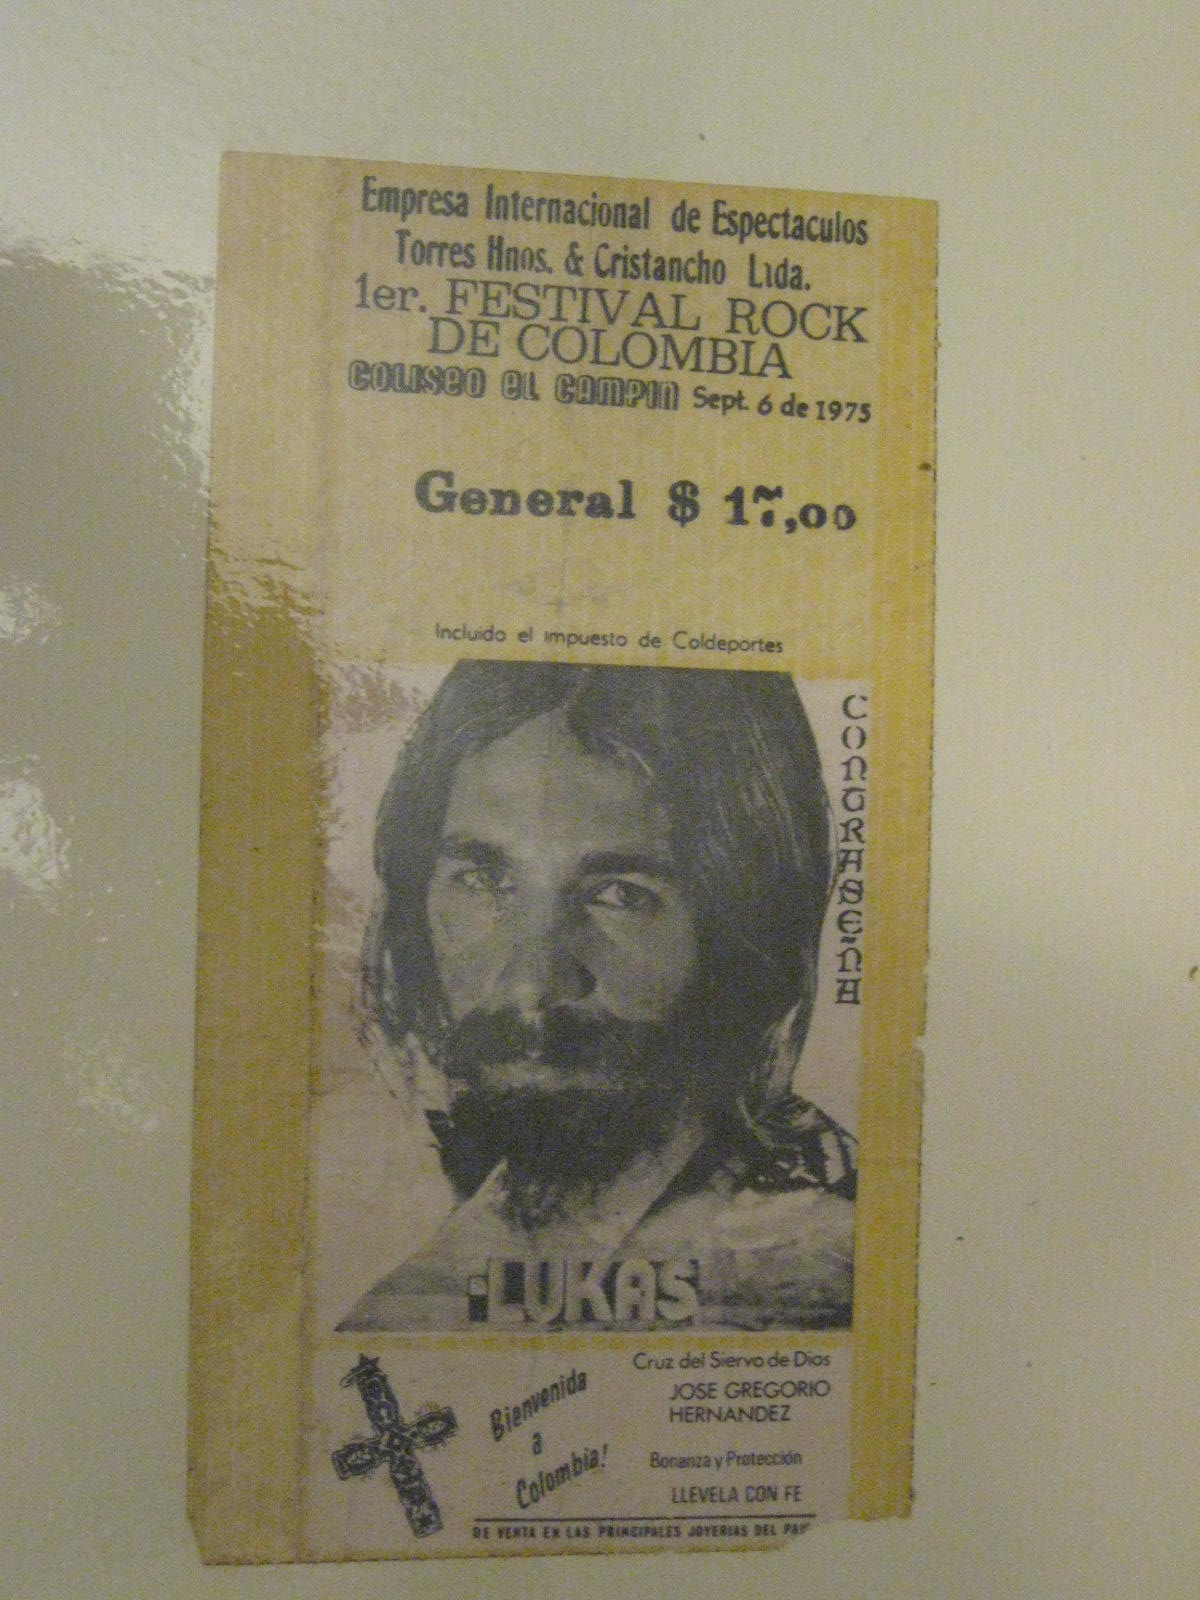 Empresa Internacional de Espectaculos
Torres Hnos. & Cristancho Ltda.
1er. FESTIVAL ROCK
DE COLOMBIA
COLISEO EL CAMPIN Sept. 6 de 1975
General $
Incluido el impuesto de Coldeportes
CONTRASEÑA
LUKAS
Bienvenida
a
Colombia!
Cruz del Siervo de Dios
JOSE GREGORIO
HERNANDEZ
Bonanza y Protección
LLEVELA CON FE
DE VENTA EN LAS PRINCIPALES JOYERIAS DEL